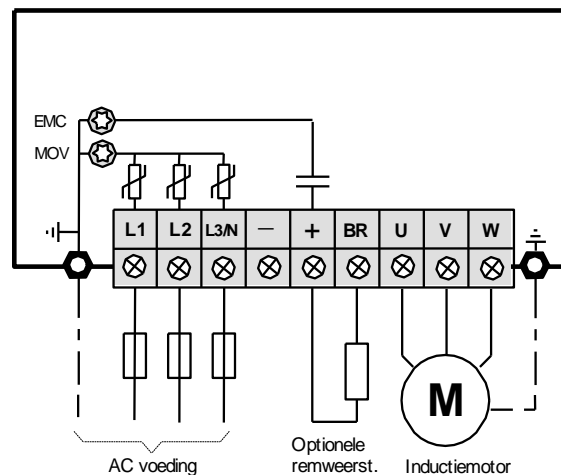 EMC
MOV
L1 L2 L3/N — + BR U V W
M
AC voeding
Optionele
remweerst.
Inductiemotor